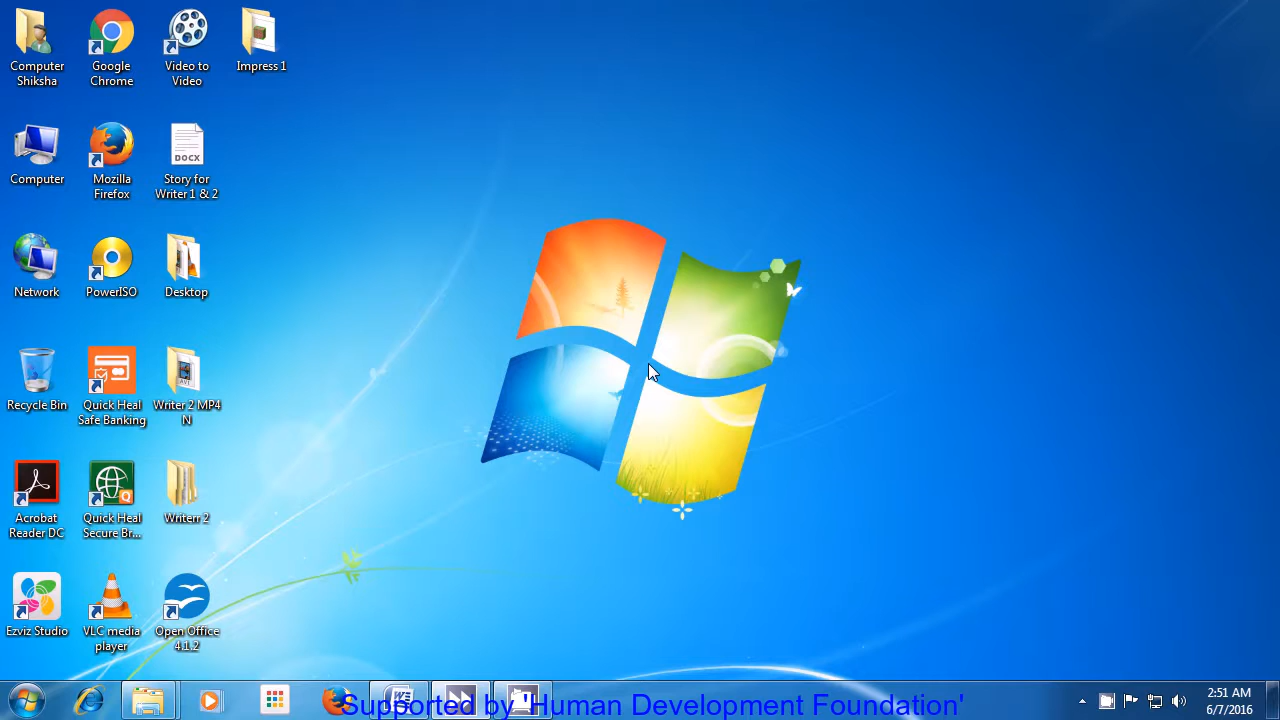 Computer
Shiksha
Google
Chrome
Video to
Video
Impress 1
Computer
Mozilla
Firefox
DOCX
Story for
Writer 1 & 2
Network
PowerISO
Desktop
Recycle Bin
Quick Heal
Safe Banking
Writer 2 MP4
N
Acrobat
Reader DC
Quick Heal
Secure Br...
Writerr 2
Ezviz Studio
VLC media
player
Open Office
4.1.2
Supported by 'Human Development Foundation'
2:51 AM
6/7/2016